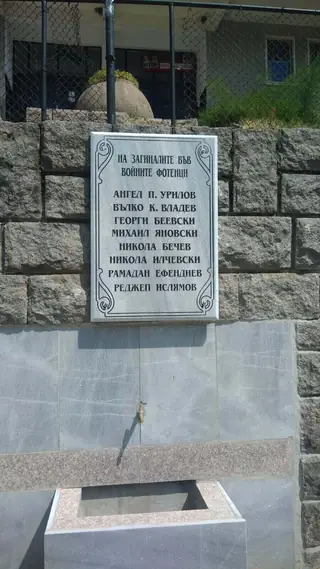 НА ЗАГИНАЛИТЕ ВЪВ
ВОЙНИТЕ ФОТЕНЦИ
АНГЕЛ П. УРИЛОВ
ВЪЛКО К. ВЛАДЕВ
ГЕОРГИ БЕЕВСКИ
МИХАИЛ ЯНОВСКИ
НИКОЛА БЕЧЕВ
НИКОЛА ИЛЧЕВСКИ
РАМАДАН ЕФЕНДИЕВ
РЕДЖЕП ИСЛЯМОВ